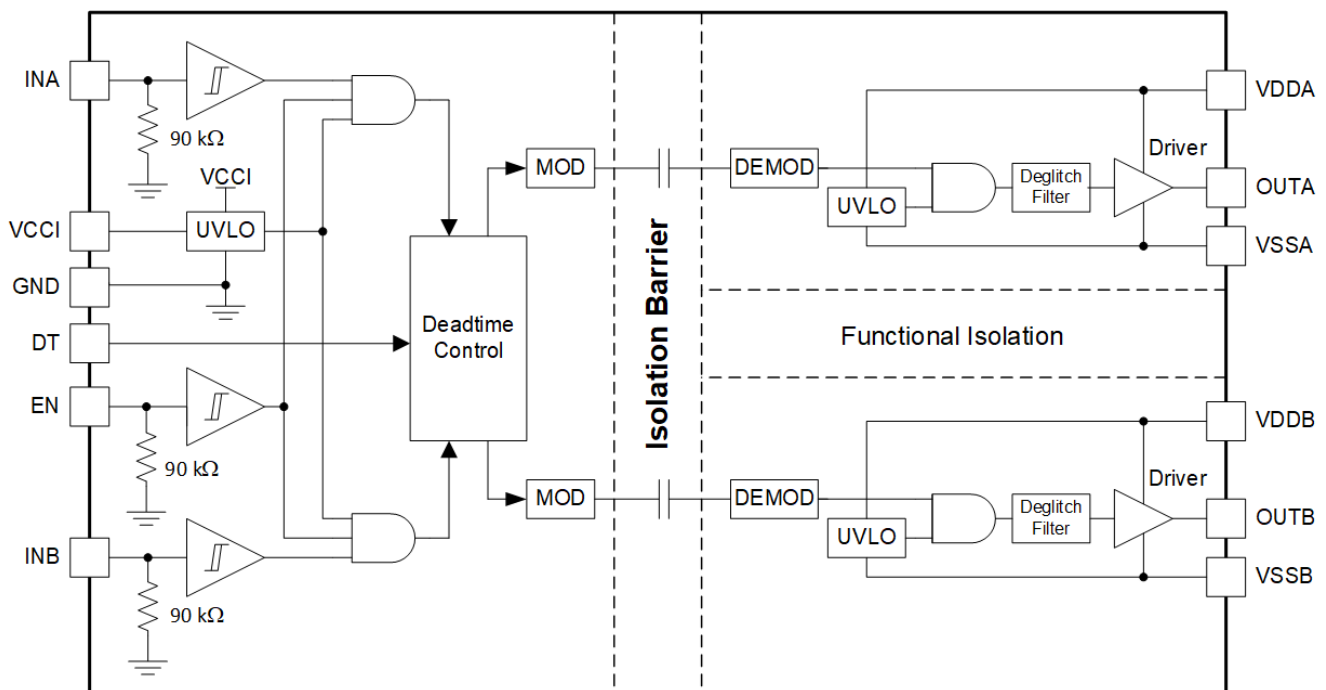 INA
90 kΩ
VCCI
VCCI
UVLO
GND
DT
EN
90 kΩ
INB
90 kΩ
Deadtime
Control
MOD
MOD
Isolation Barrier
DEMOD
UVLO
Deglitch
Filter
Driver
VDDA
OUTA
VSSA
Functional Isolation
DEMOD
UVLO
Deglitch
Filter
Driver
VDDB
OUTB
VSSB